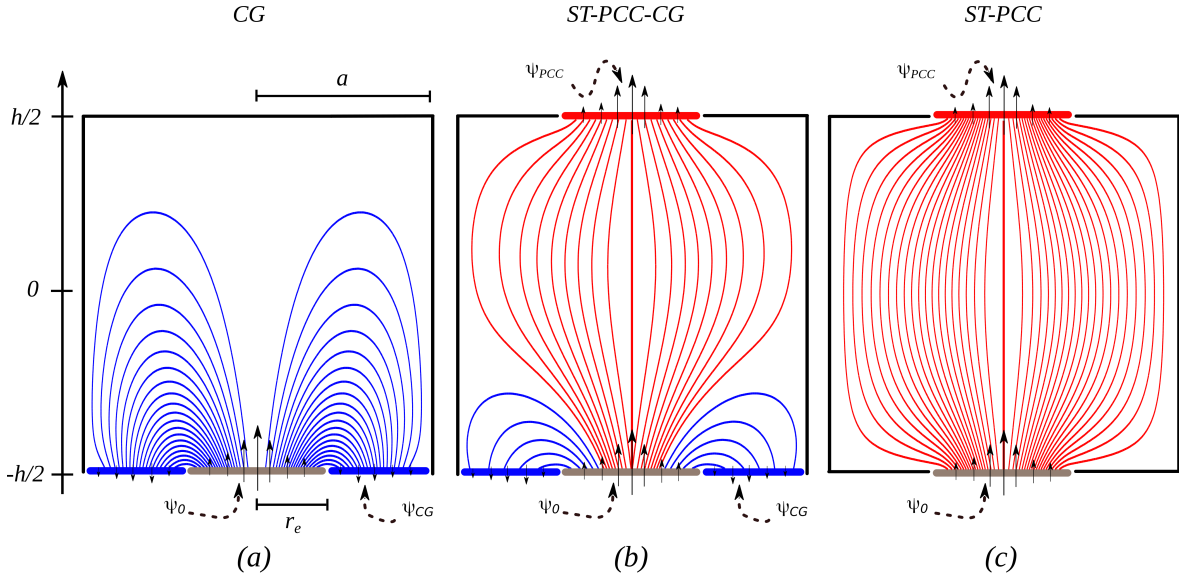 CG
ST-PCC-CG
ST-PCC
a
ψPCC
ψPCC
h/2
0
-h/2
ψ0
re
ψCG
ψ0
ψCG
ψ0
(a)
(b)
(c)